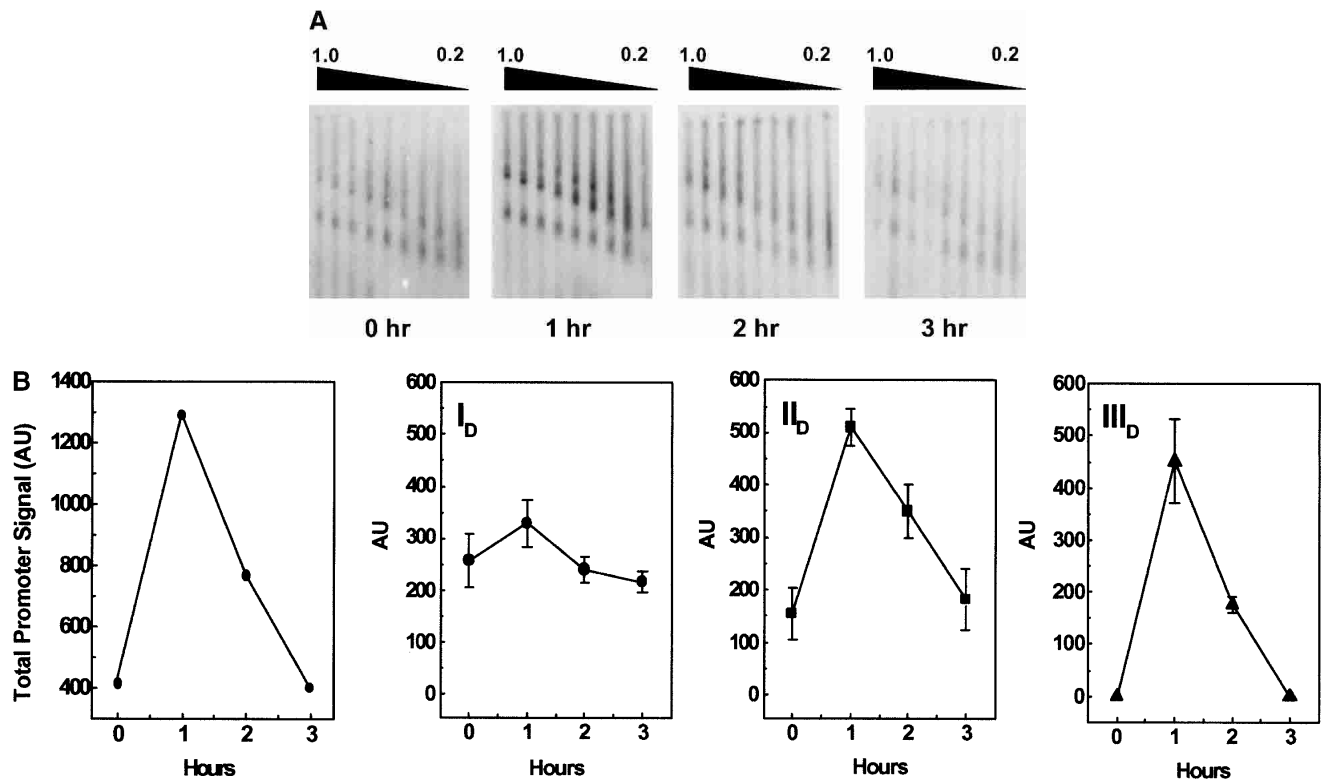 A
1.0 0.2 1.0 0.2 1.0 0.2 1.0 0.2
0 hr 1 hr 2 hr 3 hr
B
Total Promoter Signal (AU)
1400
1200
1000
800
600
400
0 1 2 3
Hours
I_D
AU
600
500
400
300
200
100
0
0 1 2 3
Hours
II_D
AU
600
500
400
300
200
100
0
0 1 2 3
Hours
III_D
AU
600
500
400
300
200
100
0
0 1 2 3
Hours